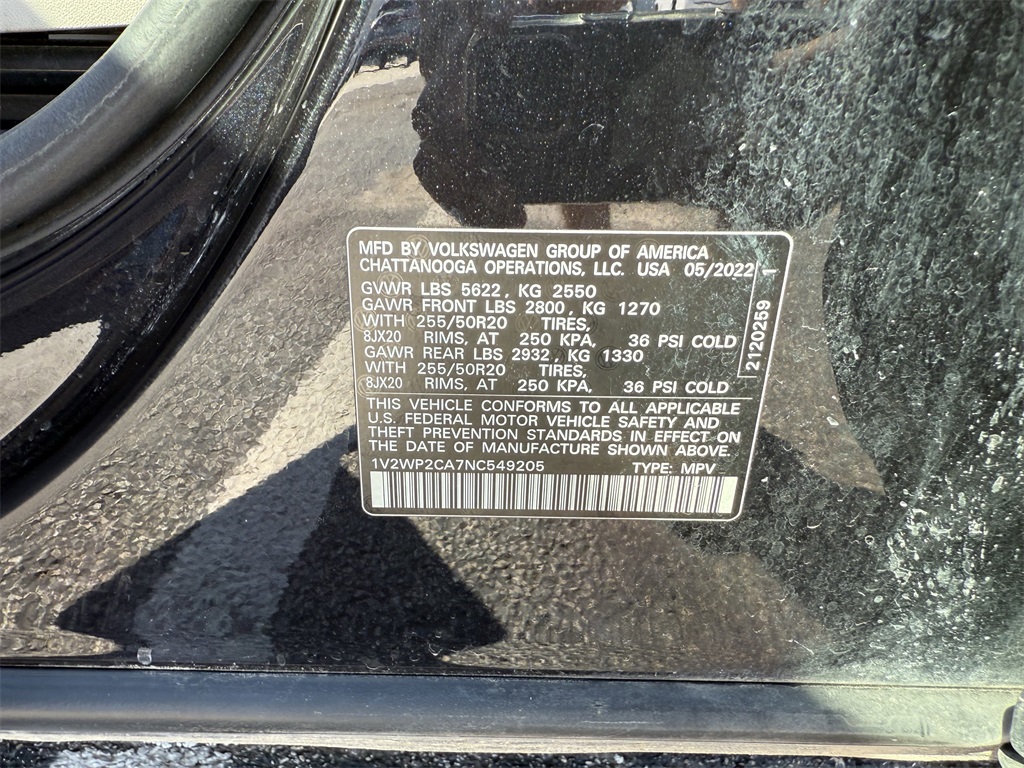 MFD BY VOLKSWAGEN GROUP OF AMERICA
CHATTANOOGA OPERATIONS, LLC. USA 05/2022
GVWR LBS 5622, KG 2550
GAWR FRONT LBS 2800, KG 1270
WITH 255/50R20 TIRES,
8JX20 RIMS, AT 250 KPA, 36 PSI COLD
GAWR REAR LBS 2932, KG 1330
WITH 255/50R20 TIRES,
8JX20 RIMS, AT 250 KPA, 36 PSI COLD
2120259
THIS VEHICLE CONFORMS TO ALL APPLICABLE
U.S. FEDERAL MOTOR VEHICLE SAFETY AND
THEFT PREVENTION STANDARDS IN EFFECT ON
THE DATE OF MANUFACTURE SHOWN ABOVE.
1V2WP2CA7NC549205 TYPE: MPV